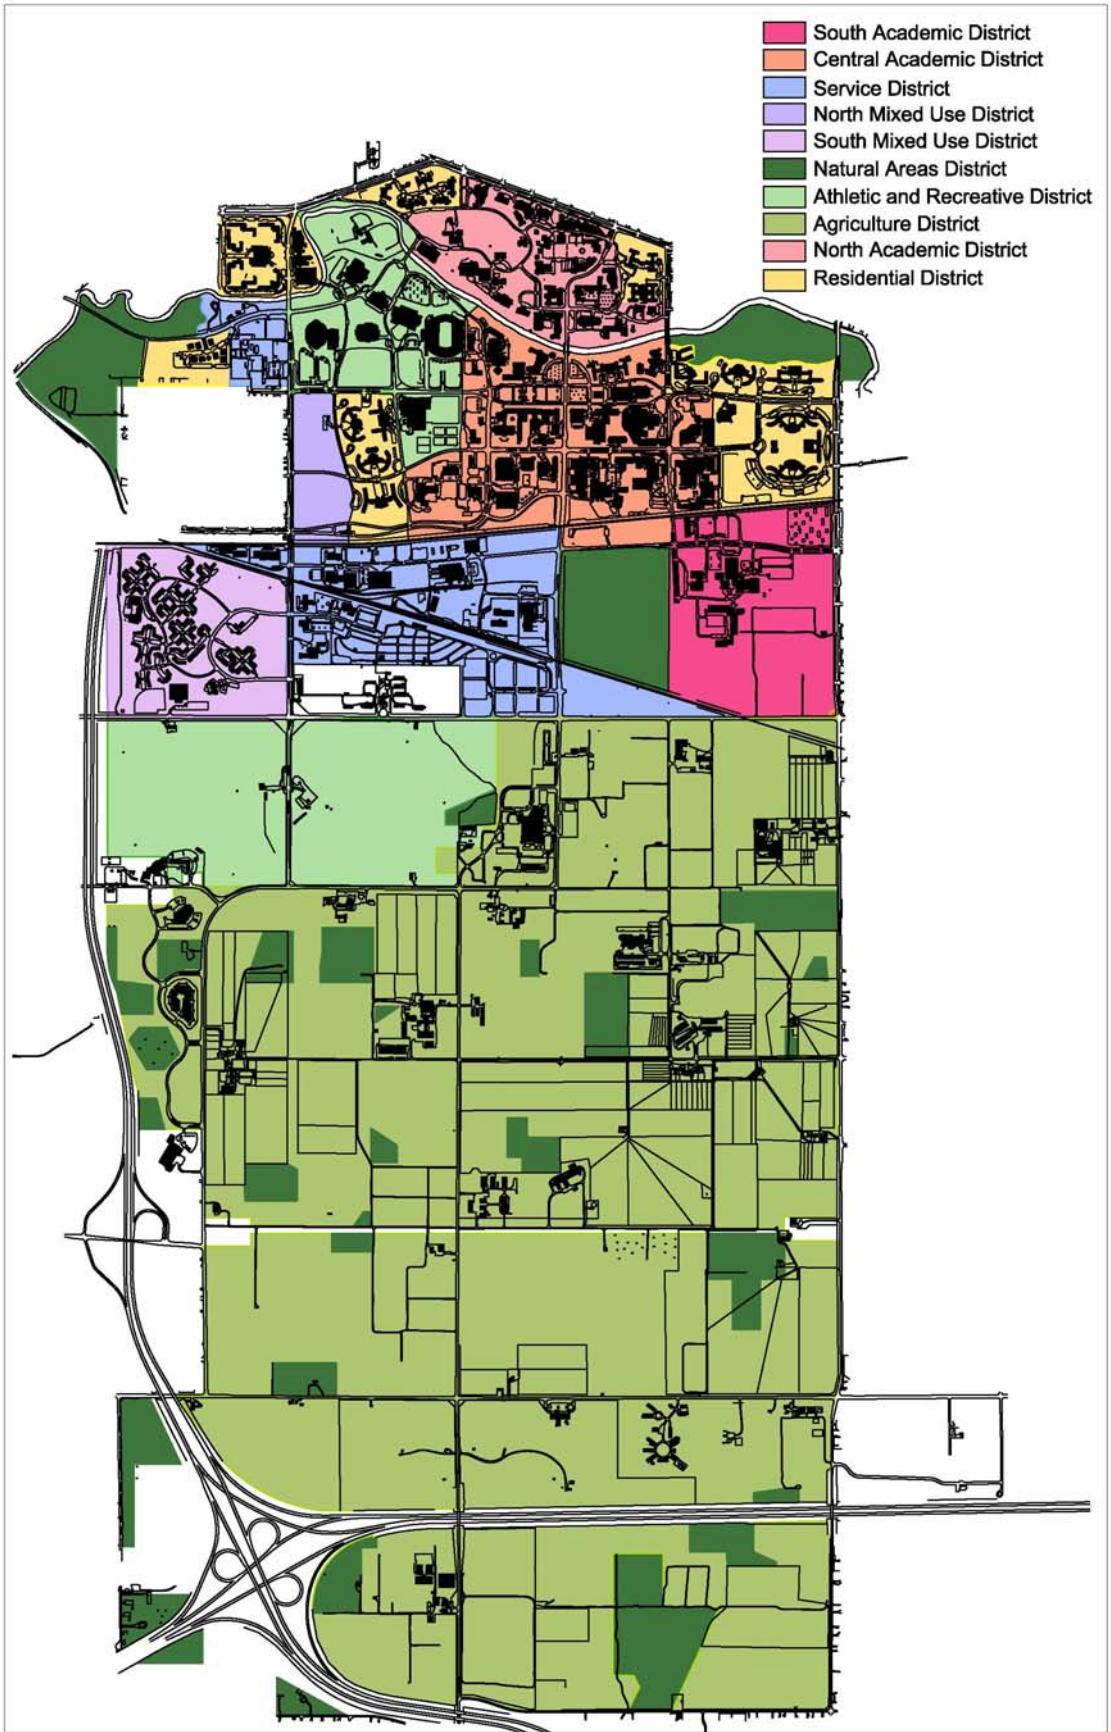 South Academic District
Central Academic District
Service District
North Mixed Use District
South Mixed Use District
Natural Areas District
Athletic and Recreative District
Agriculture District
North Academic District
Residential District